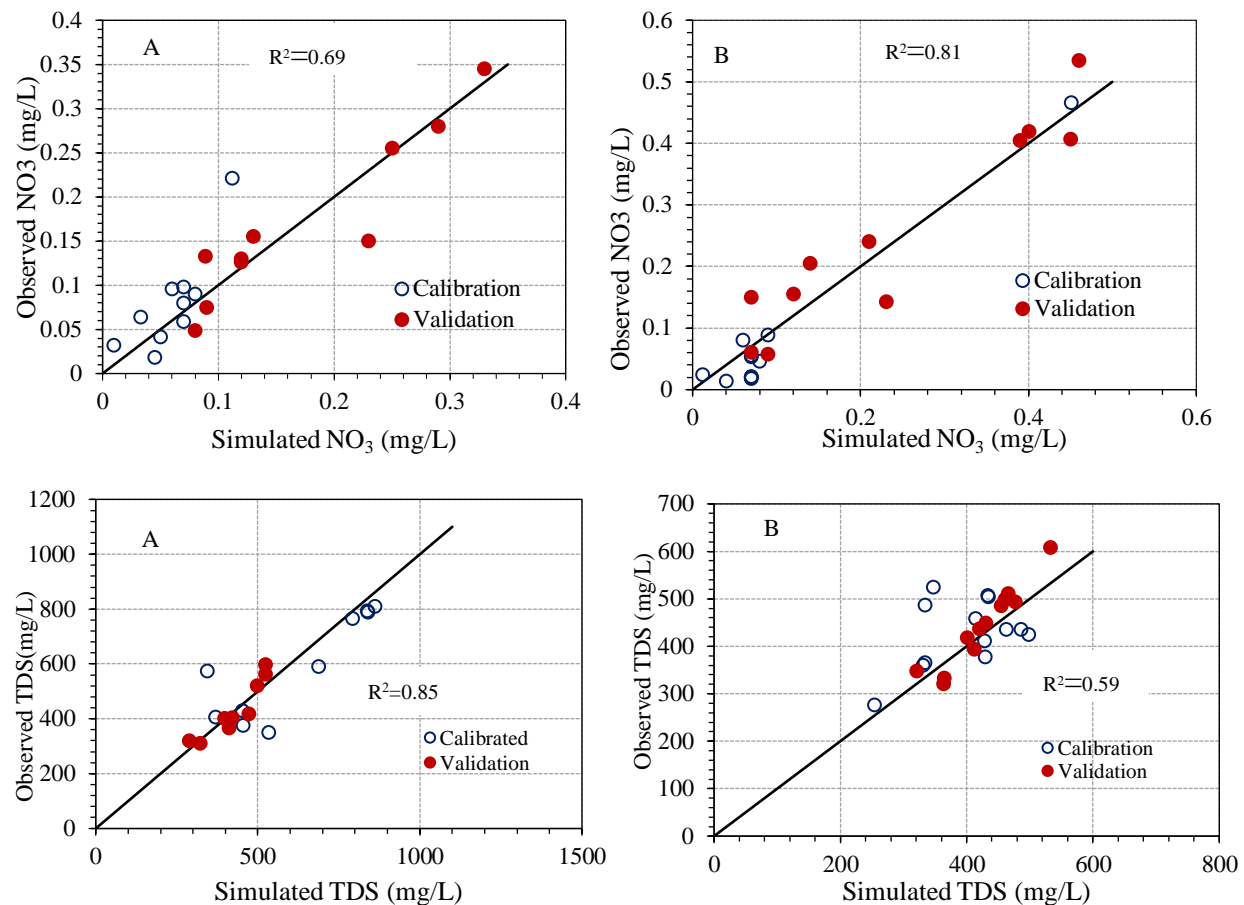 A
R²=0.69
0.4
0.35
0.3
0.25
0.2
0.15
0.1
0.05
0
Observed NO3 (mg/L)
Calibration
Validation
0.1
0.2
0.3
0.4
Simulated NO₃ (mg/L)
B
R²=0.81
0.6
0.5
0.4
0.3
0.2
0.1
0
Observed NO3 (mg/L)
Calibration
Validation
0
0.2
0.4
0.6
Simulated NO₃ (mg/L)
A
1200
1000
800
600
400
200
0
Observed TDS(mg/L)
R²=0.85
Calibrated
Validation
0
500
1000
1500
Simulated TDS (mg/L)
B
700
600
500
400
300
200
100
0
Observed TDS (mg/L)
R²=0.59
Calibration
Validation
0
200
400
600
800
Simulated TDS (mg/L)